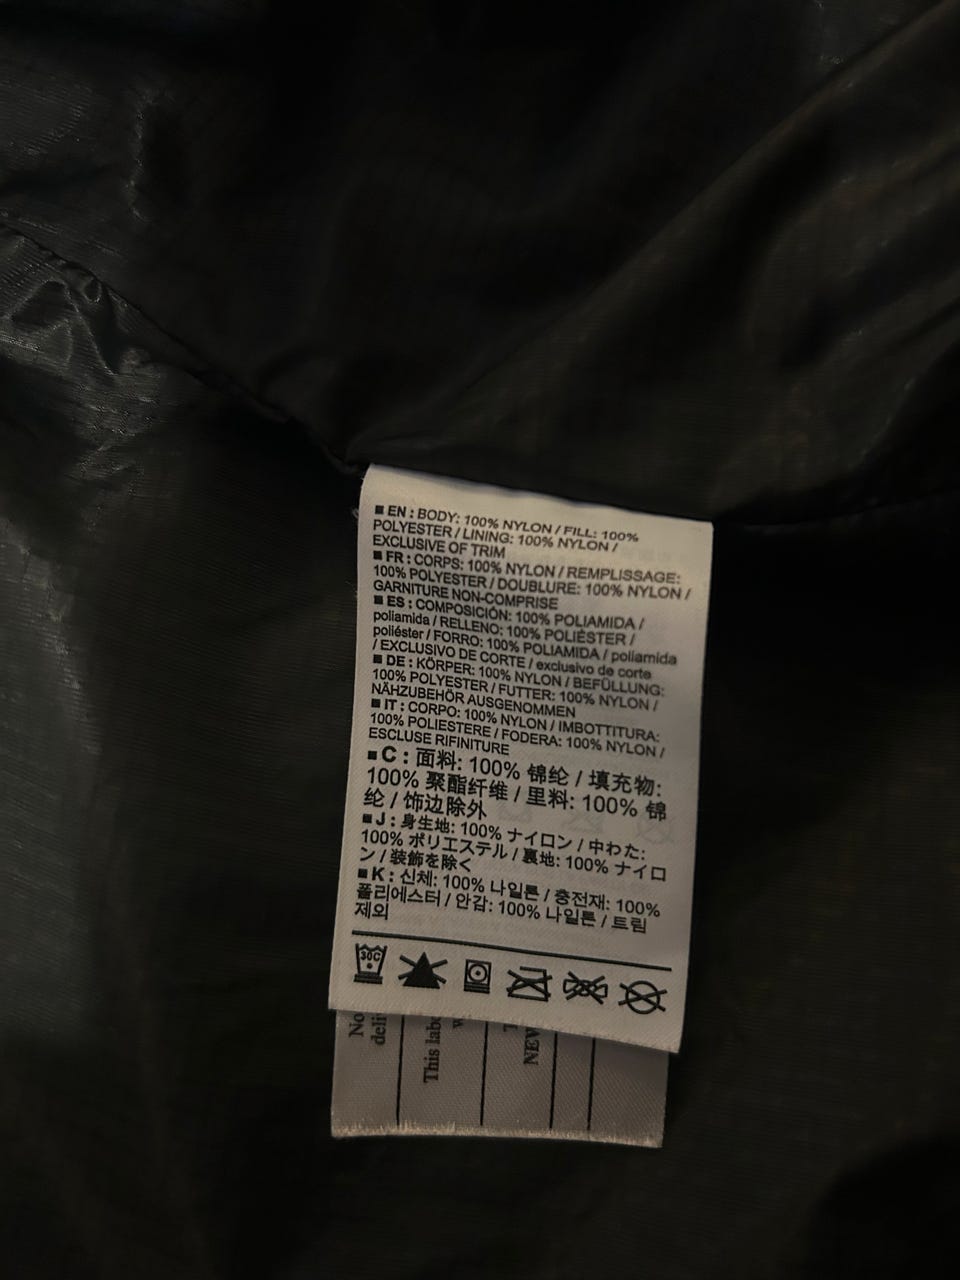 ■ EN : BODY: 100% NYLON / FILL: 100%
POLYESTER / LINING: 100% NYLON /
EXCLUSIVE OF TRIM
■ FR : CORPS: 100% NYLON / REMPLISSAGE:
100% POLYESTER / DOUBLURE: 100% NYLON /
GARNITURE NON-COMPRISE
■ ES : COMPOSICIÓN: 100% POLIAMIDA /
poliamida / RELLENO: 100% POLIÉSTER /
poliéster / FORRO: 100% POLIAMIDA / poliamida
/ EXCLUSIVO DE CORTE / exclusivo de corte
■ DE : KÖRPER: 100% NYLON / BEFÜLLUNG:
100% POLYESTER / FUTTER: 100% NYLON /
NÄHZUBEHÖR AUSGENOMMEN
■ IT : CORPO: 100% NYLON / IMBOTTITURA:
100% POLIESTERE / FODERA: 100% NYLON /
ESCLUSE RIFINITURE
■ C : 面料: 100% 锦纶 / 填充物:
100% 聚酯纤维 / 里料: 100% 锦
纶 / 饰边除外
■ J : 身生地: 100% ナイロン / 中わた:
100% ポリエステル / 裏地: 100% ナイロ
ン / 装飾を除く
■ K : 신체: 100% 나일론 / 충전재: 100%
폴리에스터 / 안감: 100% 나일론 / 트림
제외
30C
No
deli
This
NEW